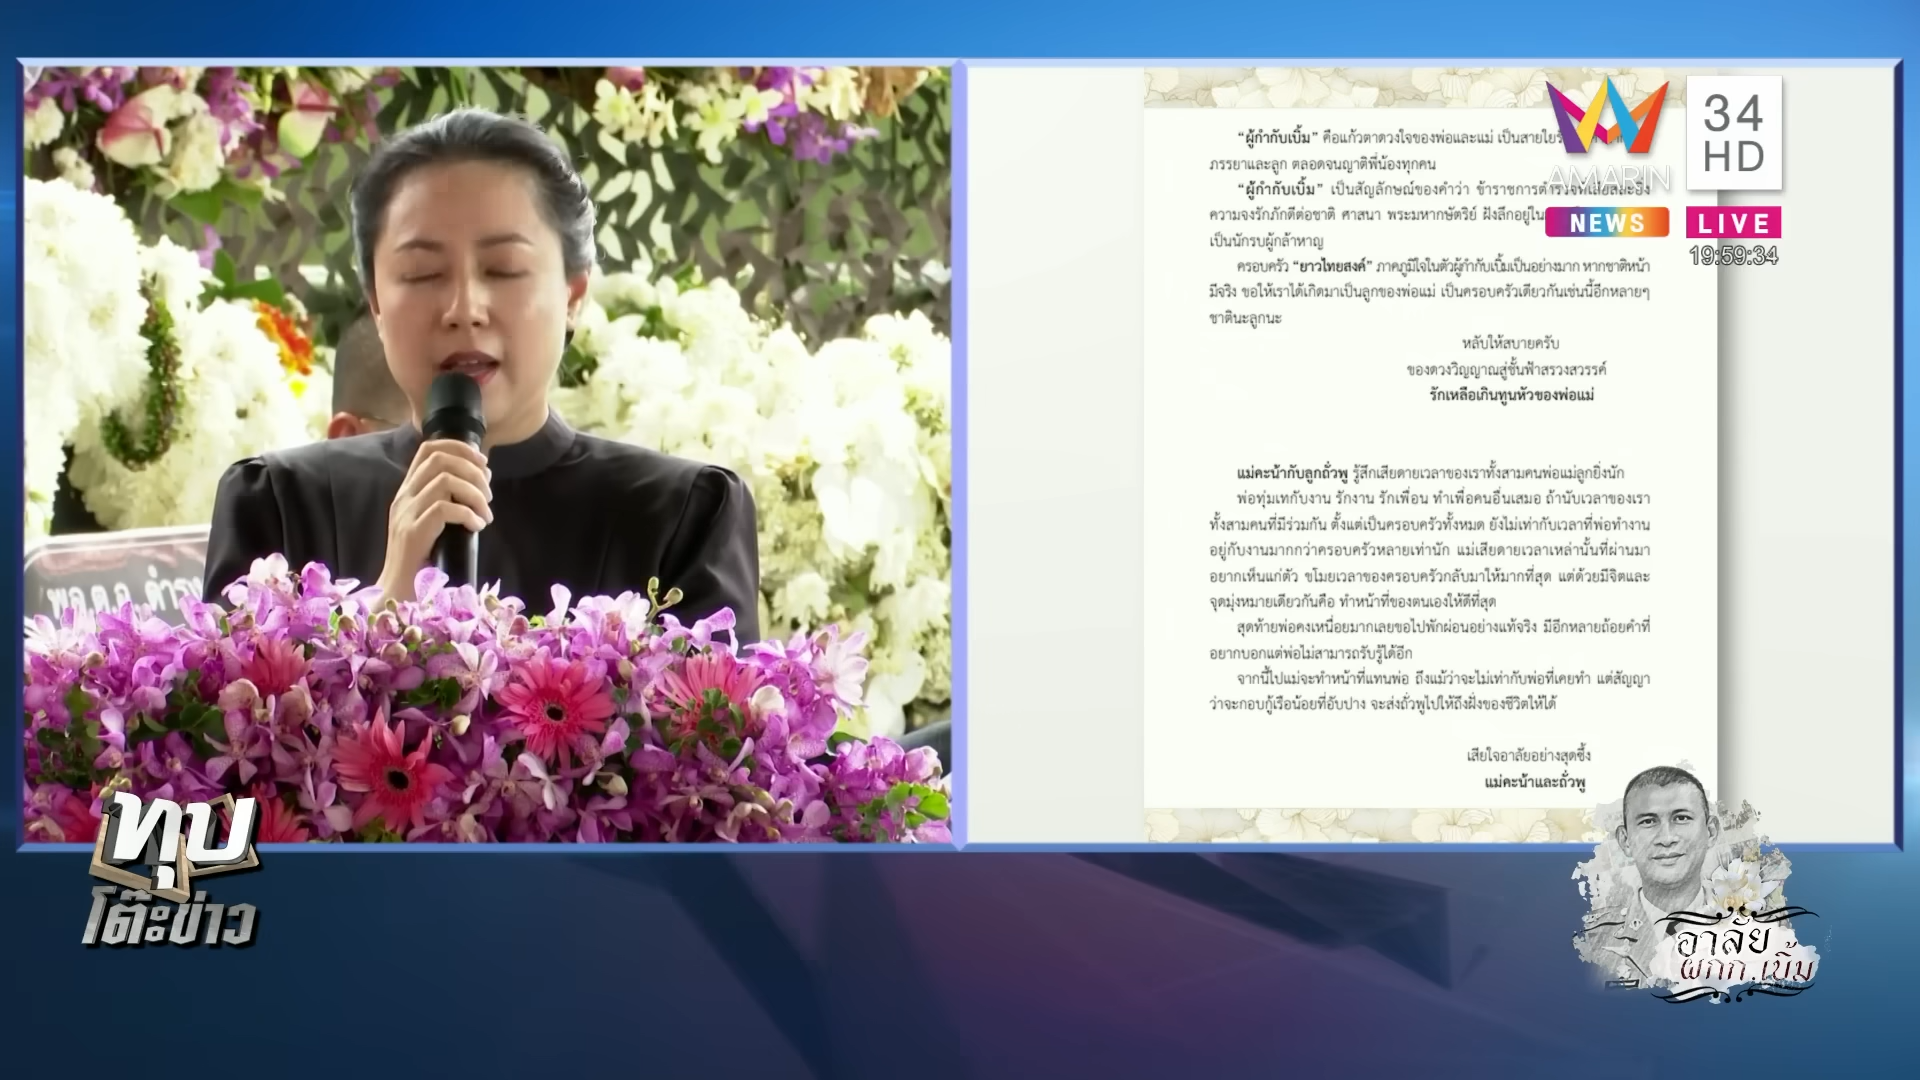 “ผู้กำกับเบิ้ม” คือแก้วตาดวงใจของพ่อและแม่ เป็นสายใย
ภรรยาและลูก ตลอดจนญาติพี่น้องทุกคน
“ผู้กำกับเบิ้ม” เป็นสัญลักษณ์ของคำว่า ข้าราชการตำรวจที่เสียสละยิ่ง
ความจงรักภักดีต่อชาติ ศาสนา พระมหากษัตริย์ ฝังลึกอยู่ใน
เป็นนักรบผู้กล้าหาญ
ครอบครัว “ยาวไทยสงค์” ภาคภูมิใจในตัวผู้กำกับเบิ้มเป็นอย่างมาก หากชาติหน้า
มีจริง ขอให้เราได้เกิดมาเป็นลูกของพ่อแม่ เป็นครอบครัวเดียวกันเช่นนี้อีกหลายๆ
ชาตินะลูกนะ
หลับให้สบายครับ
ของดวงวิญญาณสู่ชั้นฟ้าสรวงสวรรค์
รักเหลือเกินทูนหัวของพ่อแม่
แม่คะน้ากับลูกถั่วพู รู้สึกเสียดายเวลาของเราทั้งสามคนพ่อแม่ลูกยิ่งนัก
พ่อทุ่มเทกับงาน รักงาน รักเพื่อน ทำเพื่อคนอื่นเสมอ ถ้านับเวลาของเรา
ทั้งสามคนที่มีร่วมกัน ตั้งแต่เป็นครอบครัวทั้งหมด ยังไม่เท่ากับเวลาที่พ่อทำงาน
อยู่กับงานมากกว่าครอบครัวหลายเท่านัก แม่เสียดายเวลาเหล่านั้นที่ผ่านมา
อยากเห็นแก่ตัว ขโมยเวลาของครอบครัวกลับมาให้มากที่สุด แต่ด้วยมีจิตและ
จุดมุ่งหมายเดียวกันคือ ทำหน้าที่ของตนเองให้ดีที่สุด
สุดท้ายพ่อคงเหนื่อยมากเลยขอไปพักผ่อนอย่างแท้จริง มีอีกหลายถ้อยคำที่
อยากบอกแต่พ่อไม่สามารถรับรู้ได้อีก
จากนี้ไปแม่จะทำหน้าที่แทนพ่อ ถึงแม้ว่าจะไม่เท่ากับพ่อที่เคยทำ แต่สัญญา
ว่าจะกอบกู้เรือน้อยที่อับปาง จะส่งถั่วพูไปให้ถึงฝั่งของชีวิตให้ได้
เสียใจอาลัยอย่างสุดซึ้ง
แม่คะน้าและถั่วพู
AMARIN
NEWS
34
HD
LIVE
19:59:34
พล.ต.อ. ดำรง
ทุบ
โต๊ะข่าว
อาลัย
ผกก.เบิ้ม